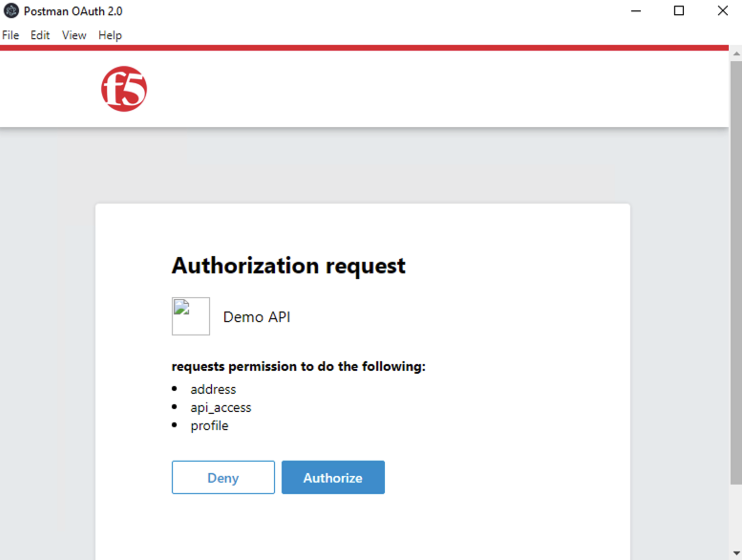 Postman OAuth 2.0
File Edit View Help
f5
Authorization request
Demo API
requests permission to do the following:
address
api_access
profile
Deny Authorize